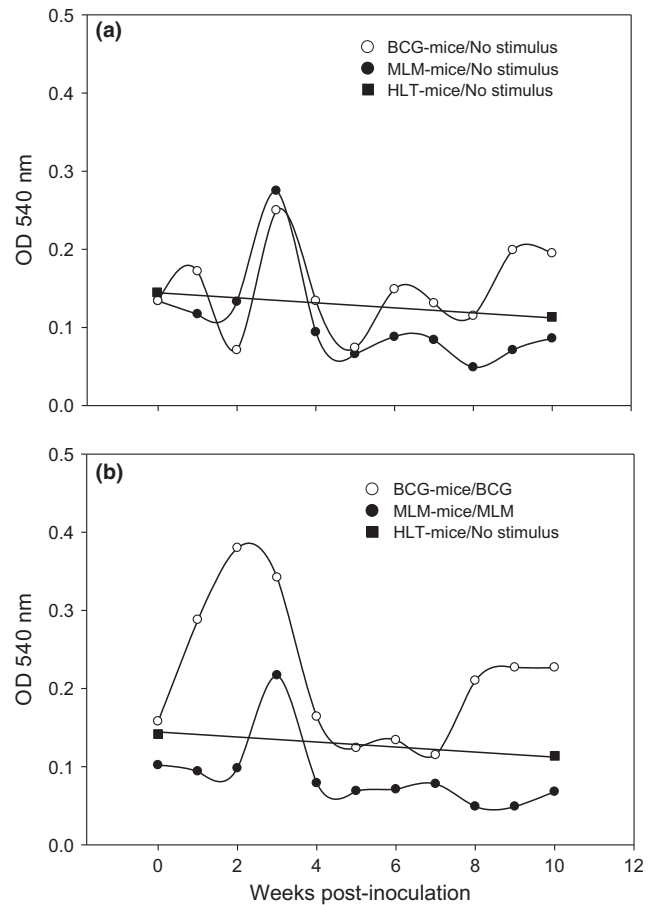 (a)
BCG-mice/No stimulus
MLM-mice/No stimulus
HLT-mice/No stimulus
OD 540 nm
0.5
0.4
0.3
0.2
0.1
0.0
(b)
BCG-mice/BCG
MLM-mice/MLM
HLT-mice/No stimulus
OD 540 nm
0.5
0.4
0.3
0.2
0.1
0.0
0 2 4 6 8 10 12
Weeks post-inoculation